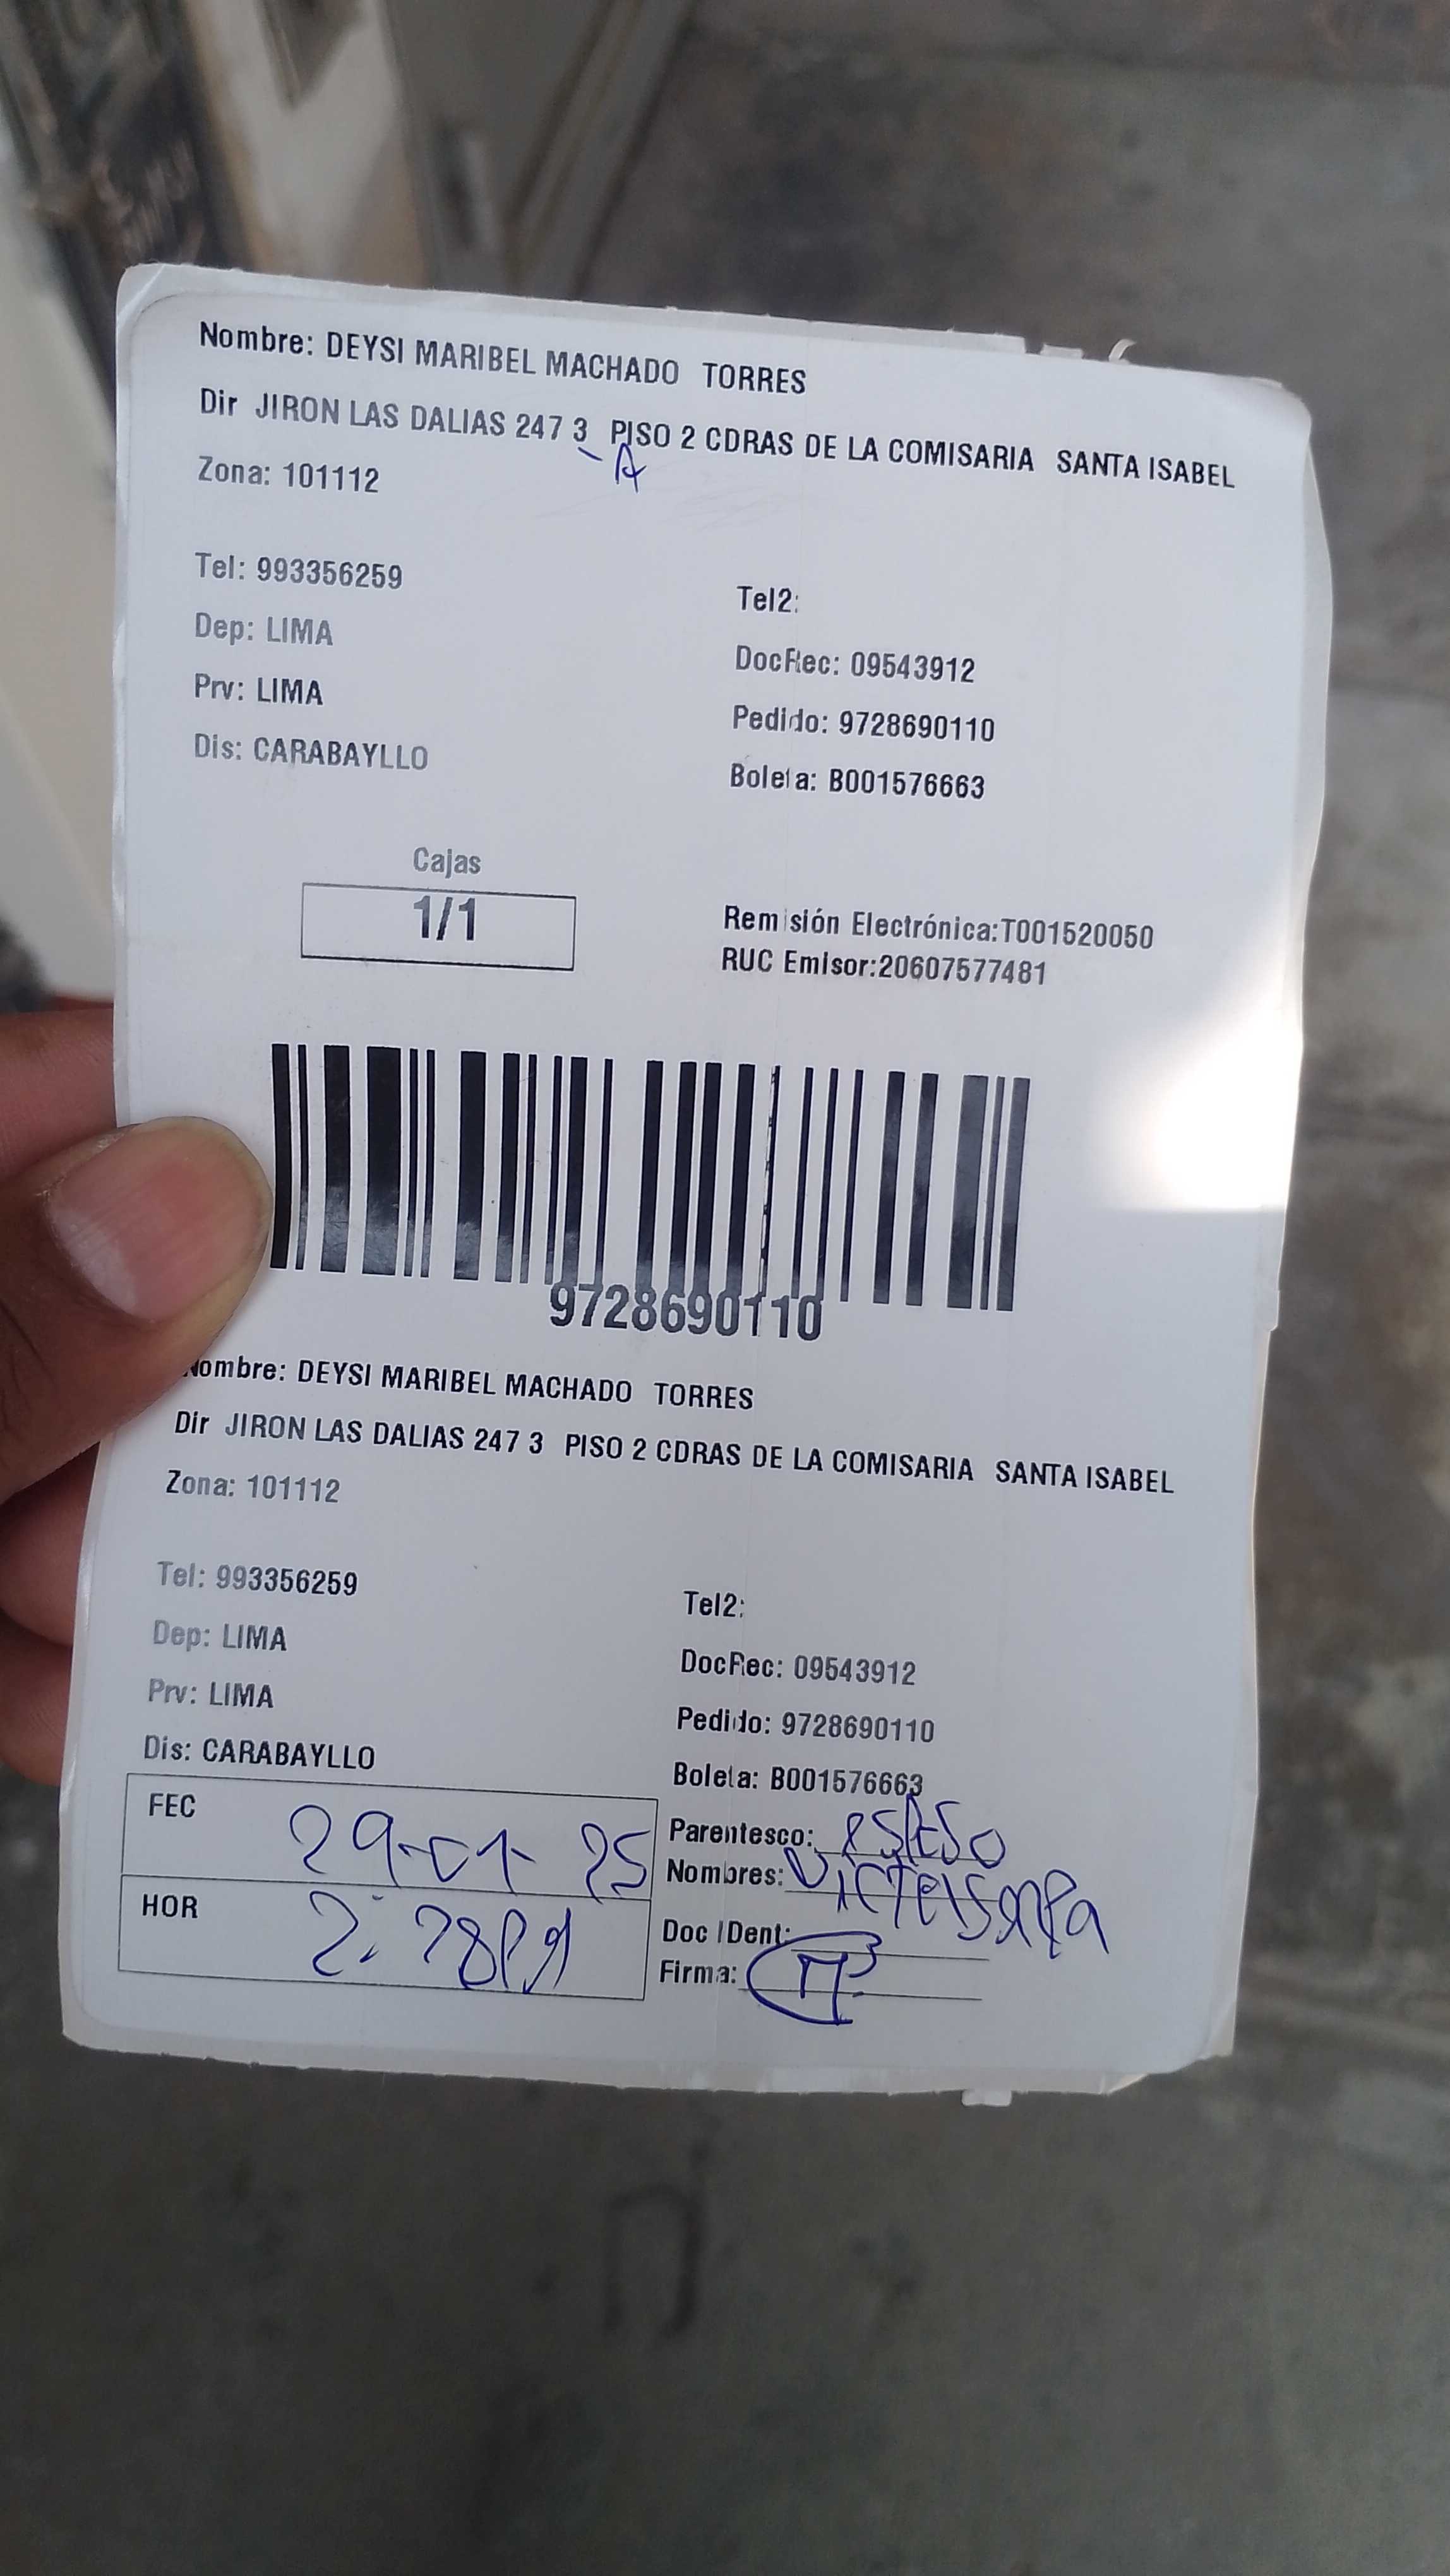 Nombre: DEYSI MARIBEL MACHADO TORRES
Dir JIRON LAS DALIAS 247 3 PISO 2 CDRAS DE LA COMISARIA SANTA ISABEL
- A
Zona: 101112
Tel: 993356259
Tel2:
Dep: LIMA
DocRec: 09543912
Prv: LIMA
Pedido: 9728690110
Dis: CARABAYLLO
Boleta: B001576663
Cajas
1/1
Remisión Electrónica:T001520050
RUC Emisor:20607577481
9728690110
Nombre: DEYSI MARIBEL MACHADO TORRES
Dir JIRON LAS DALIAS 247 3 PISO 2 CDRAS DE LA COMISARIA SANTA ISABEL
Zona: 101112
Tel: 993356259
Tel2:
Dep: LIMA
DocRec: 09543912
Prv: LIMA
Pedido: 9728690110
Dis: CARABAYLLO
Boleta: B001576663
FEC 29-01-25
Parentesco:
Nombres:
HOR
Doc IDent:
Firma: